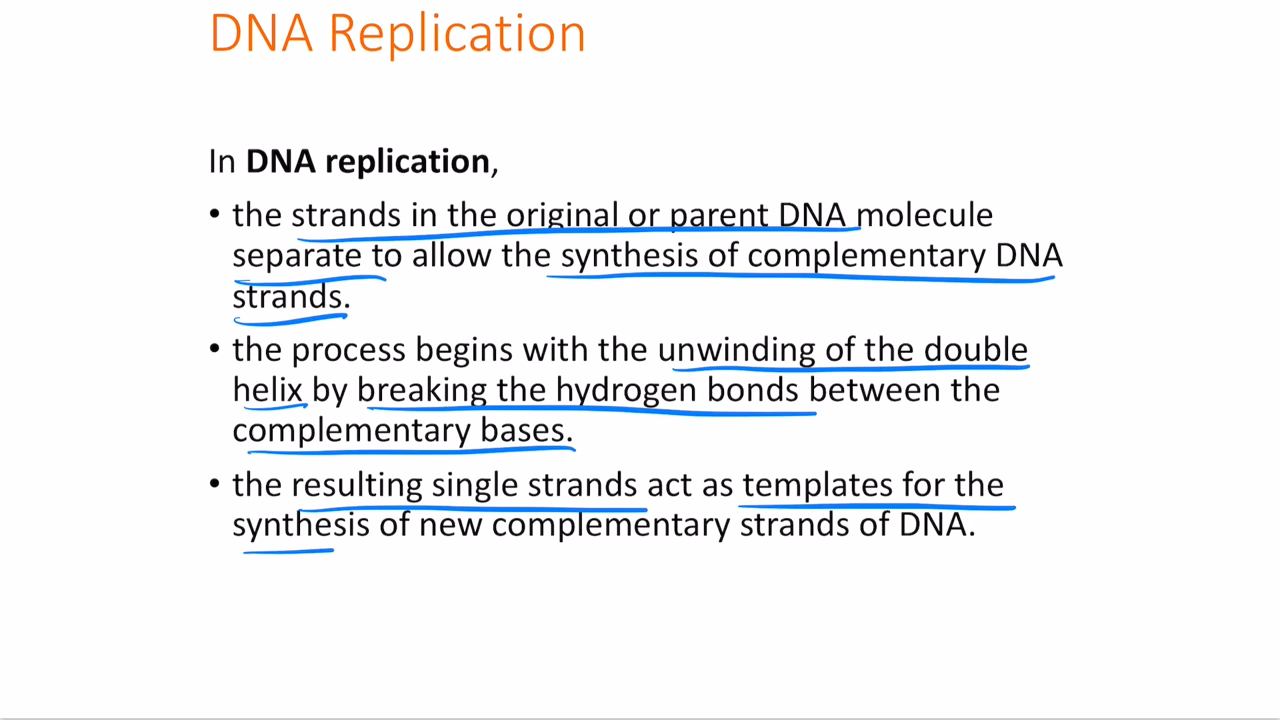 DNA Replication
In DNA replication,
• the strands in the original or parent DNA molecule
separate to allow the synthesis of complementary DNA
strands.
• the process begins with the unwinding of the double
helix by breaking the hydrogen bonds between the
complementary bases.
• the resulting single strands act as templates for the
synthesis of new complementary strands of DNA.